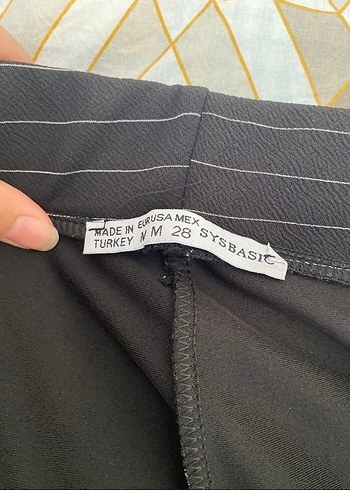 MADE IN EUR USA MEX
TURKEY M M 28 SYSBASIC